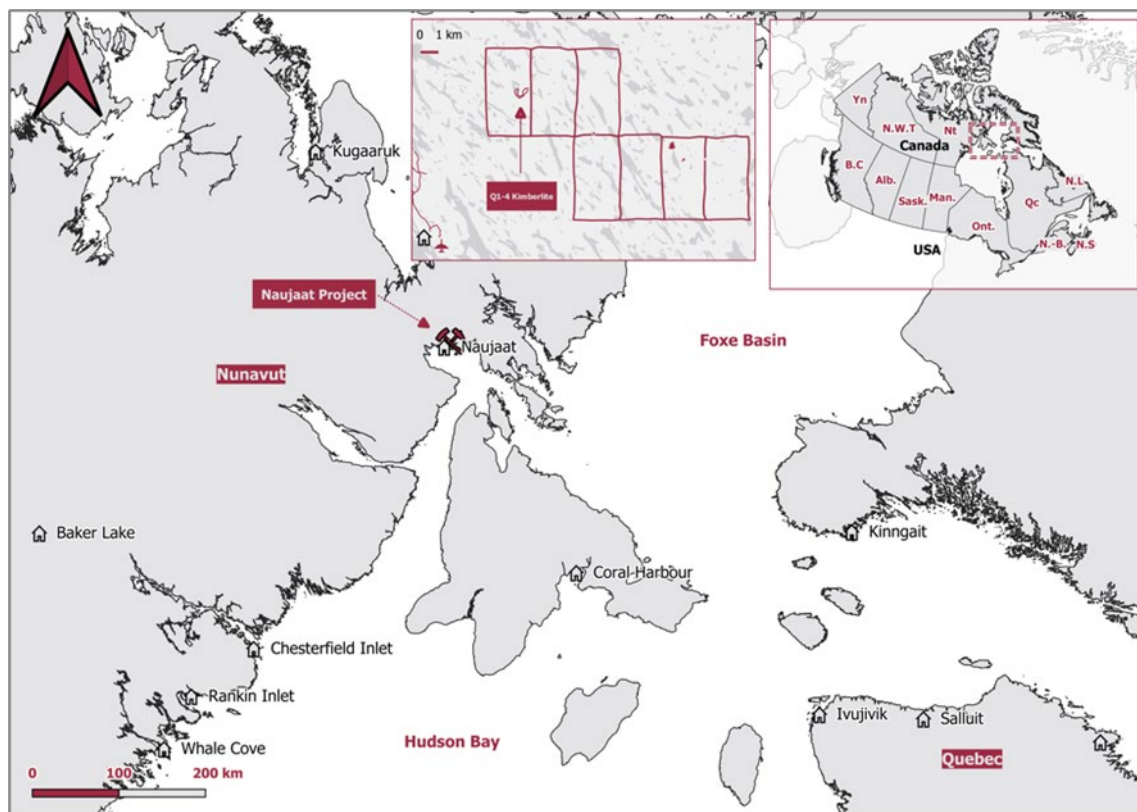 0 1 km
Q1-4 Kimberlite
Yn
N.W.T
Nt
Canada
B.C
Alb.
Sask.
Man.
Ont.
Qc
N.L
N.-B.
N.S
USA
Kugaaruk
Naujaat Project
Naujaat
Foxe Basin
Nunavut
Baker Lake
Kinngait
Coral Harbour
Chesterfield Inlet
Rankin Inlet
Whale Cove
Hudson Bay
Ivujivik
Salluit
Quebec
0 100 200 km